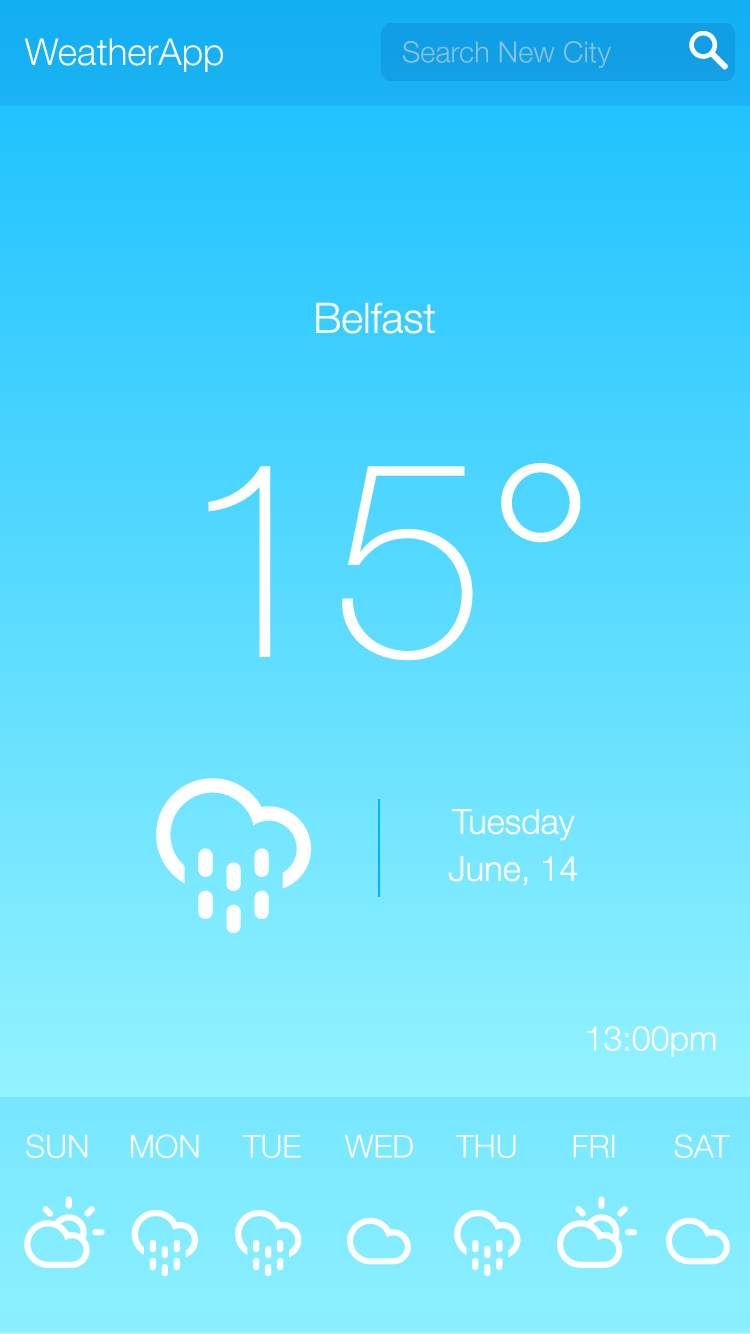 WeatherApp
Search New City
Belfast
15°
Tuesday
June, 14
13:00pm
SUN MON TUE WED THU FRI SAT